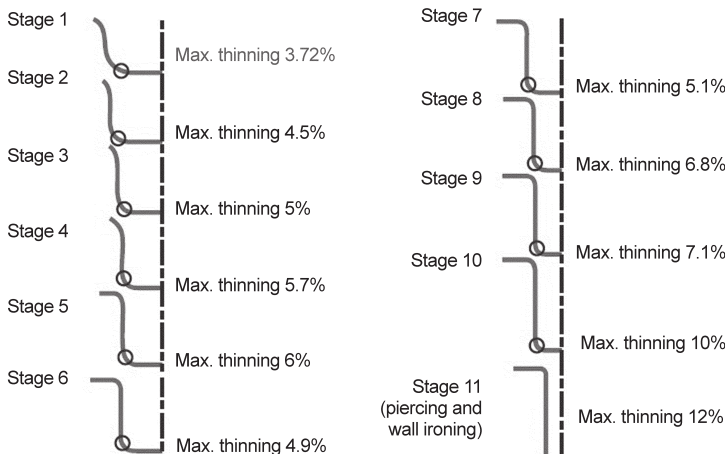 Stage 1
Max. thinning 3.72%
Stage 2
Max. thinning 4.5%
Stage 3
Max. thinning 5%
Stage 4
Max. thinning 5.7%
Stage 5
Max. thinning 6%
Stage 6
Max. thinning 4.9%
Stage 7
Max. thinning 5.1%
Stage 8
Max. thinning 6.8%
Stage 9
Max. thinning 7.1%
Stage 10
Max. thinning 10%
Stage 11
(piercing and
wall ironing)
Max. thinning 12%